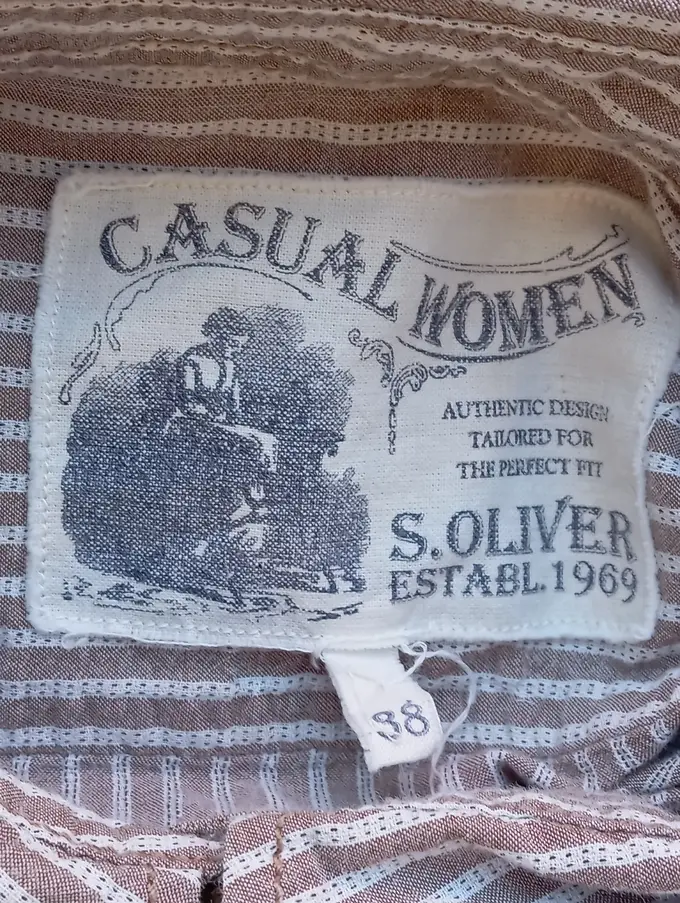 CASUAL WOMEN
AUTHENTIC DESIGN
TAILORED FOR
THE PERFECT FIT
S.OLIVER
ESTABL.1969
38